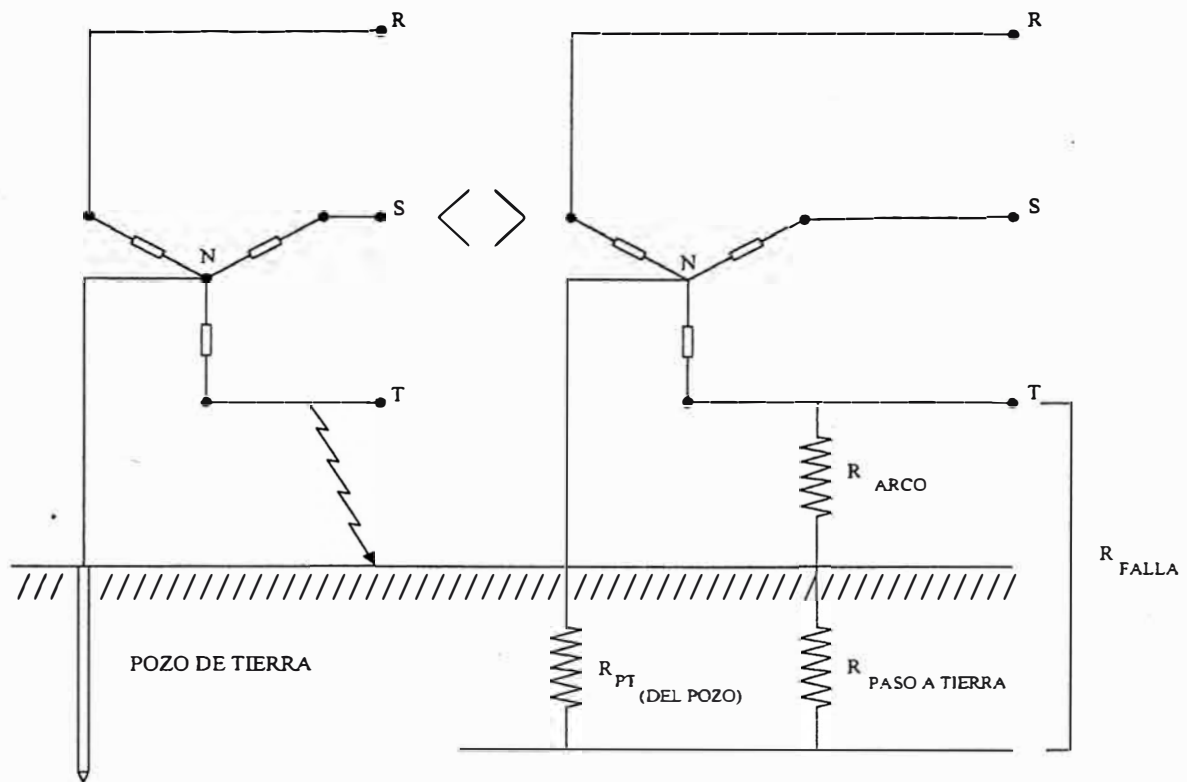 R
R
S
S
N
N
T
T
R ARCO
R FALLA
POZO DE TIERRA
R PT (DEL POZO)
R PASO A TIERRA